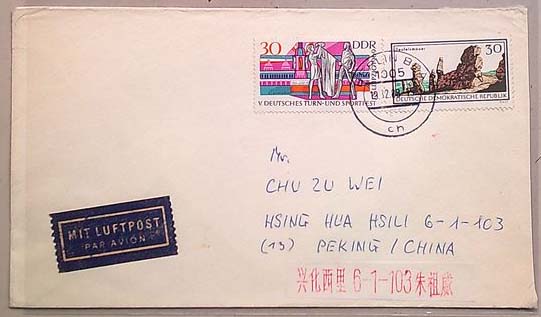 30 DDR
V DEUTSCHES TURN- UND SPORTFEST
Teufelsmauer 30
DEUTSCHE DEMOKRATISCHE REPUBLIK
1005
ch
Mr.
CHU ZU WEI
HSING HUA HSILI 6-1-103
(13) PEKING / CHINA
兴化西里 6-1-103 朱祖威
MIT LUFTPOST
PAR AVION